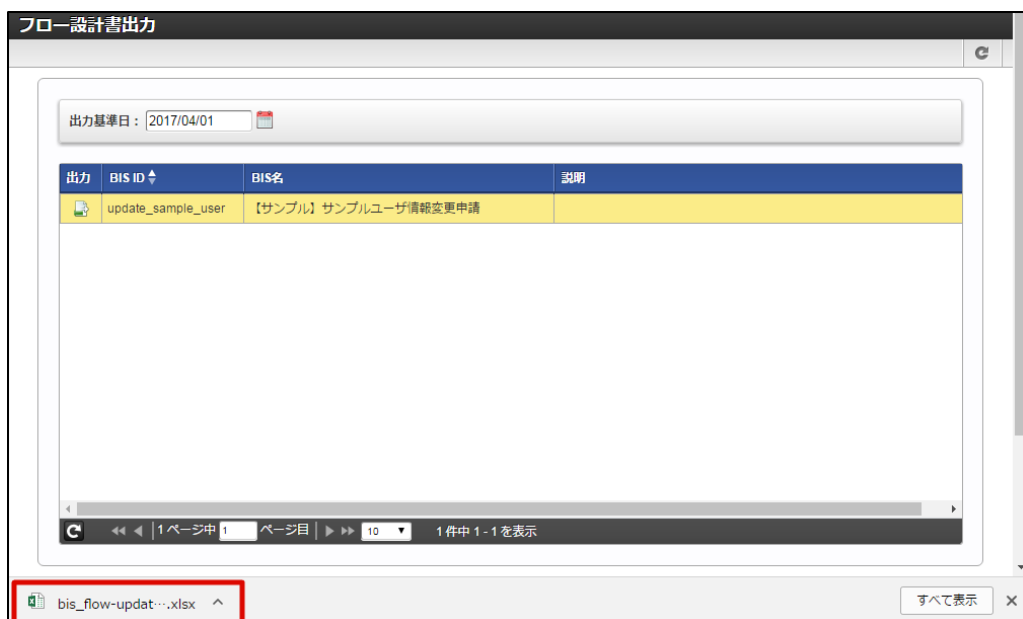 フロー設計書出力
出力基準日： 2017/04/01
出力 BIS ID BIS名 説明
update_sample_user 【サンプル】サンプルユーザ情報変更申請
1 ページ中 1 ページ目 10 1 件中 1 - 1 を表示
bis_flow-updat….xlsx すべて表示